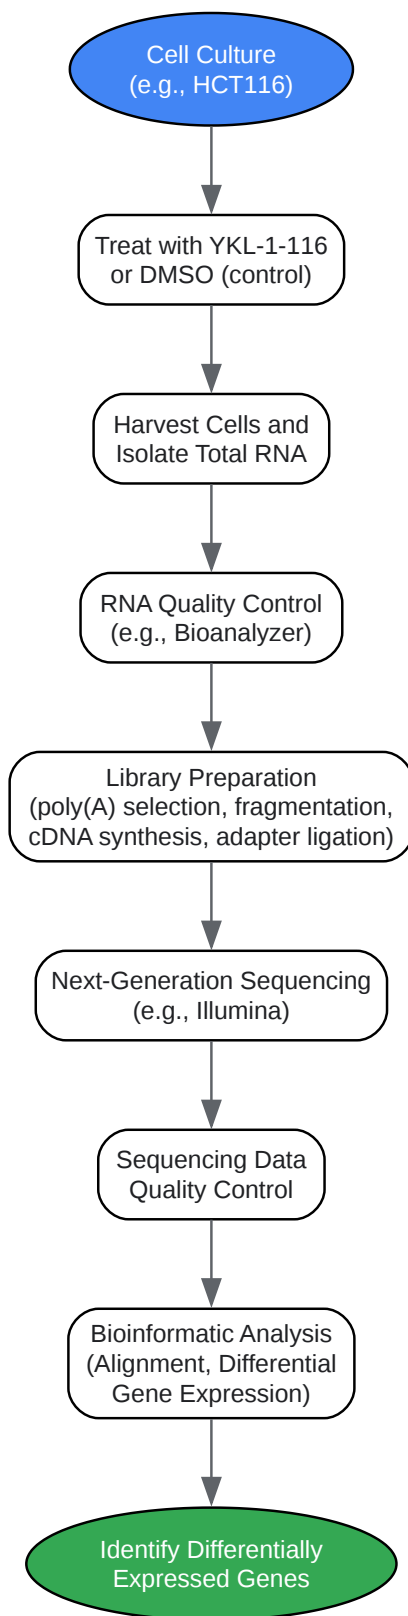 Cell Culture
(e.g., HCT116)
Treat with YKL-1-116
or DMSO (control)
Harvest Cells and
Isolate Total RNA
RNA Quality Control
(e.g., Bioanalyzer)
Library Preparation
(poly(A) selection, fragmentation,
cDNA synthesis, adapter ligation)
Next-Generation Sequencing
(e.g., Illumina)
Sequencing Data
Quality Control
Bioinformatic Analysis
(Alignment, Differential
Gene Expression)
Identify Differentially
Expressed Genes